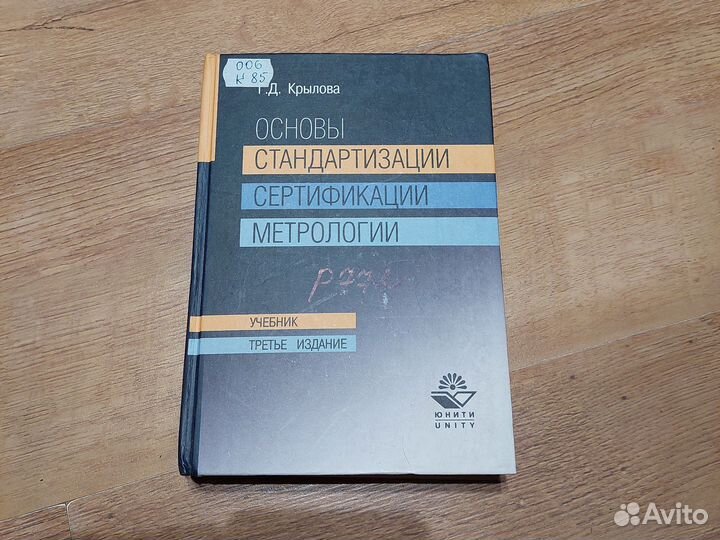 006
К 85
Г.Д. Крылова
ОСНОВЫ
СТАНДАРТИЗАЦИИ
СЕРТИФИКАЦИИ
МЕТРОЛОГИИ
УЧЕБНИК
ТРЕТЬЕ ИЗДАНИЕ
ЮНИТИ
UNITY
Avito